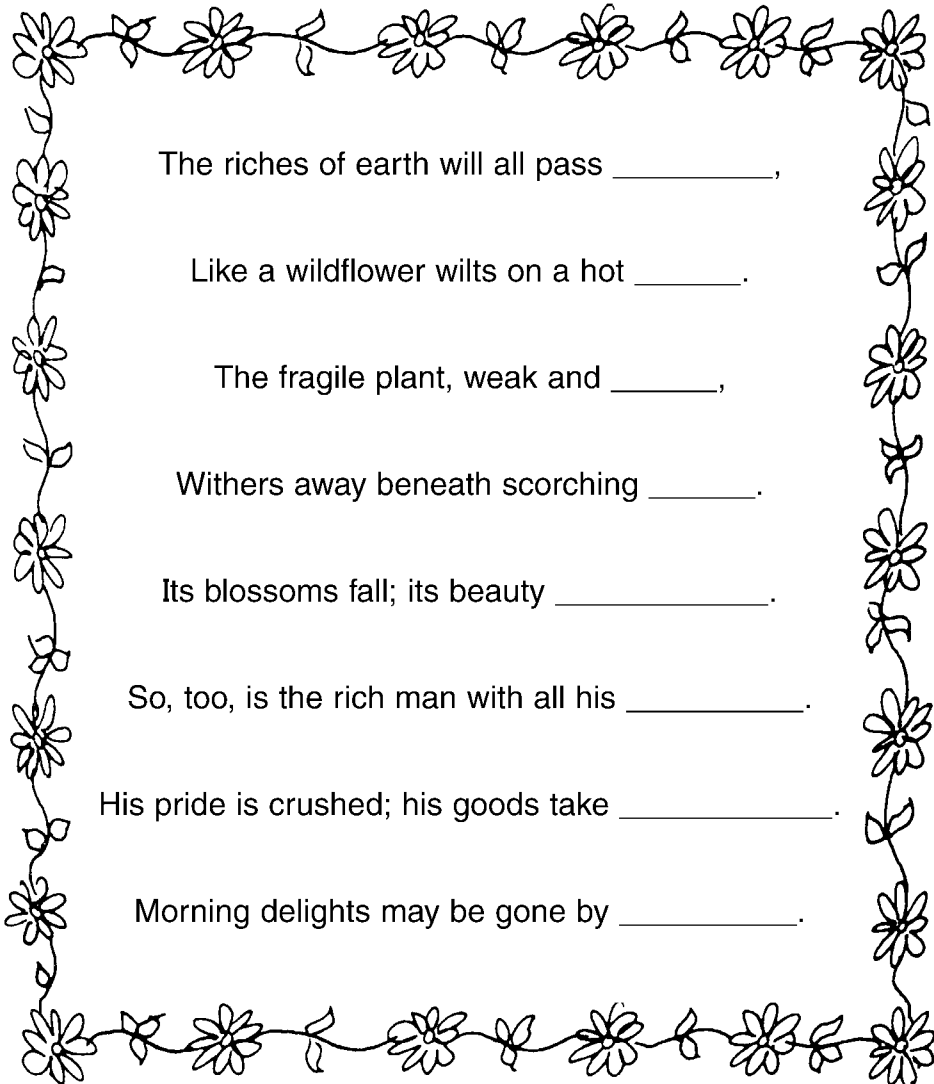 The riches of earth will all pass __________,
Like a wildflower wilts on a hot ______.
The fragile plant, weak and ______,
Withers away beneath scorching ______.
Its blossoms fall; its beauty ____________.
So, too, is the rich man with all his __________.
His pride is crushed; his goods take ____________.
Morning delights may be gone by __________.